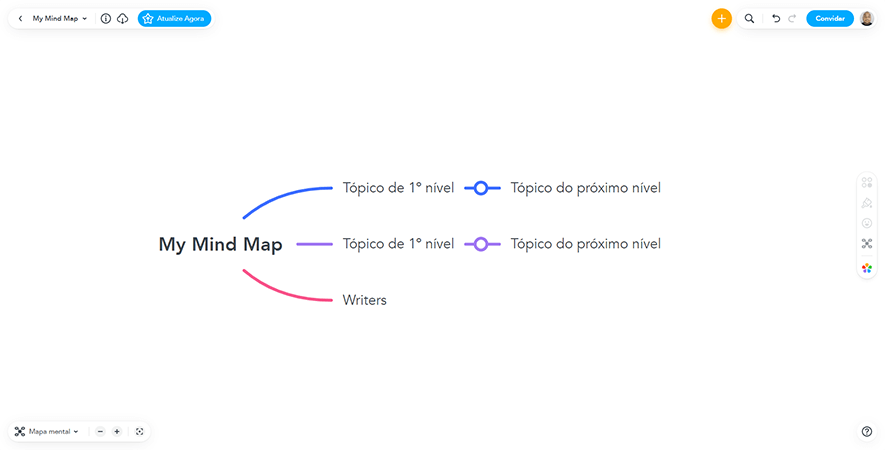 My Mind Map
Atualize Agora
Convidar
Tópico de 1º nível
Tópico do próximo nível
My Mind Map
Tópico de 1º nível
Tópico do próximo nível
Writers
Mapa mental